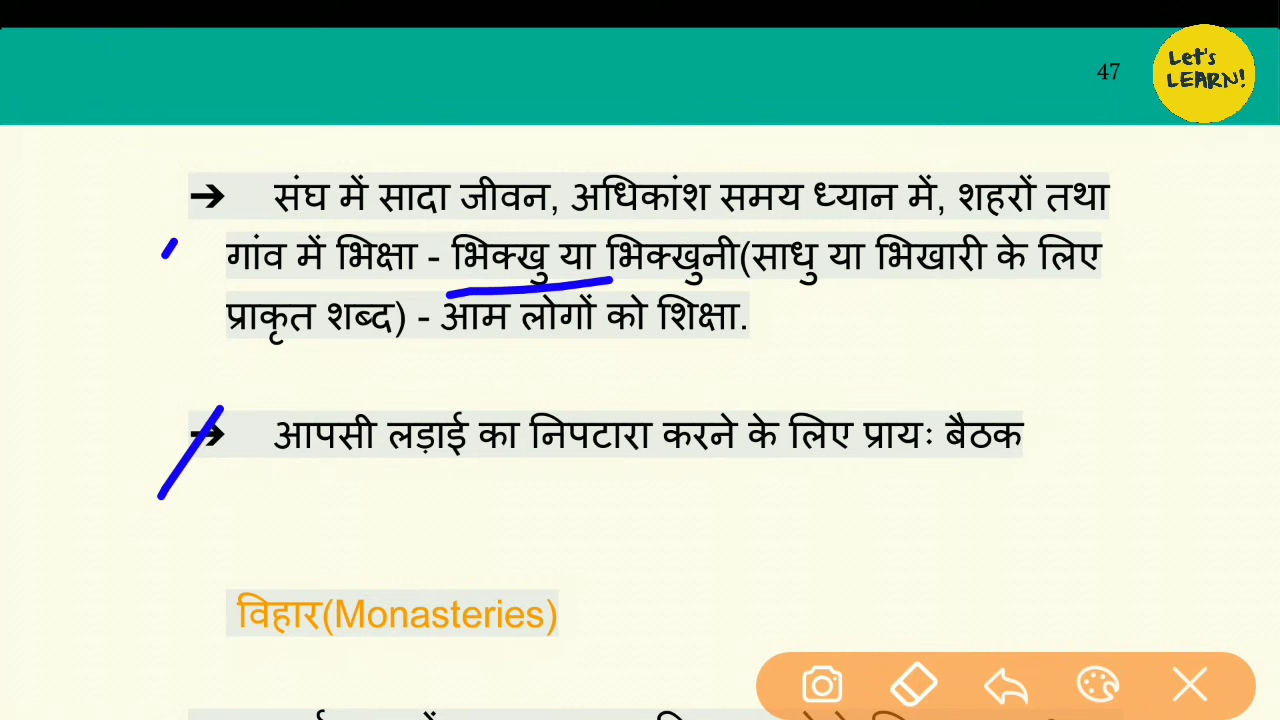 47
Let's
LEARN!
➔ संघ में सादा जीवन, अधिकांश समय ध्यान में, शहरों तथा
गांव में भिक्षा - भिक्खु या भिक्खुनी(साधु या भिखारी के लिए
प्राकृत शब्द) - आम लोगों को शिक्षा.
➔ आपसी लड़ाई का निपटारा करने के लिए प्रायः बैठक
विहार(Monasteries)